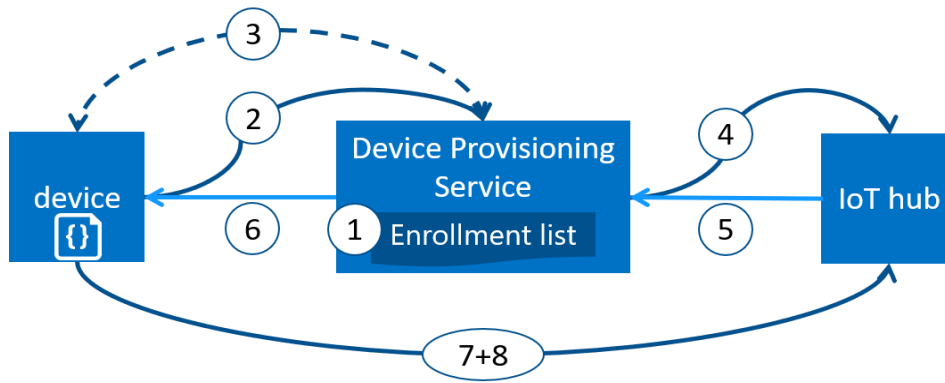 3
2
4
Device Provisioning
Service
device
IoT hub
{}
6
1
Enrollment list
5
7+8